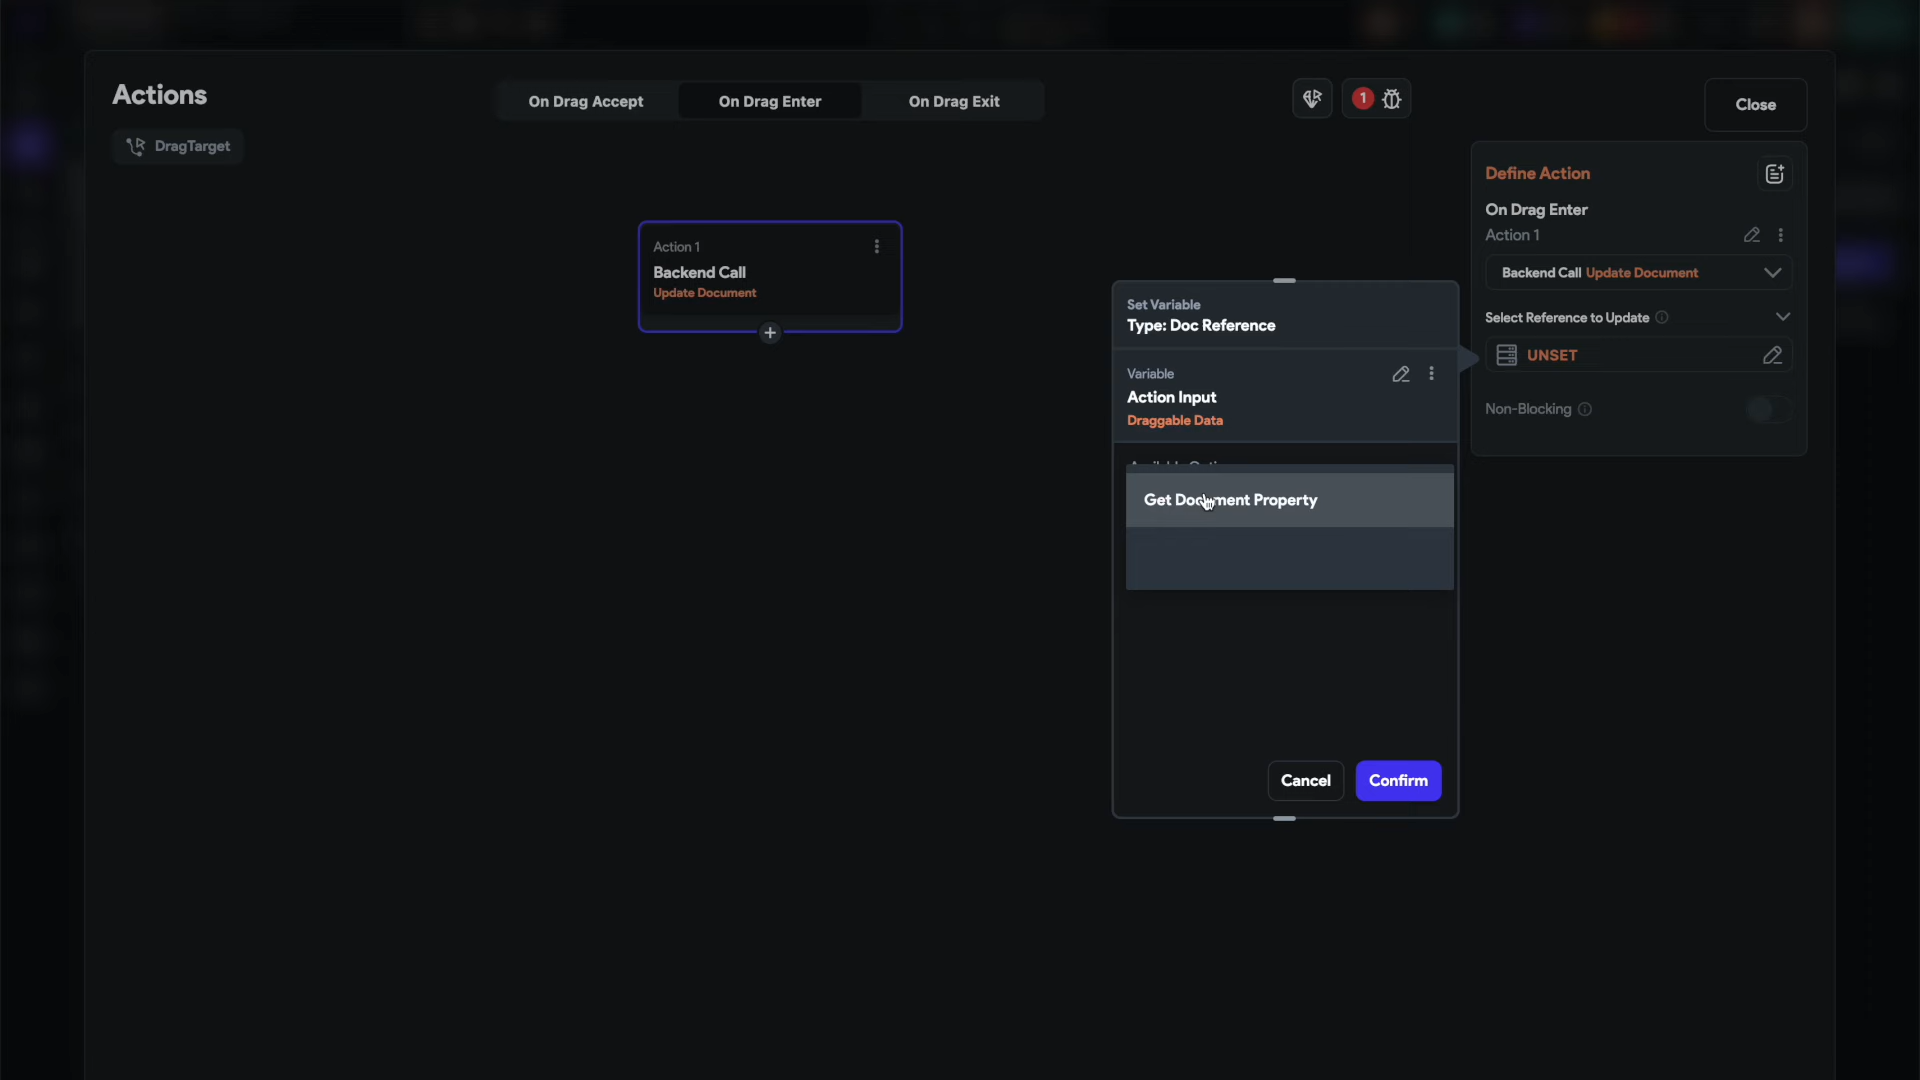 Actions
On Drag Accept
On Drag Enter
On Drag Exit
1
Close
DragTarget
Define Action
On Drag Enter
Action 1
Backend Call Update Document
Select Reference to Update
UNSET
Non-Blocking
Action 1
Backend Call
Update Document
Set Variable
Type: Doc Reference
Variable
Action Input
Draggable Data
Get Document Property
Cancel
Confirm